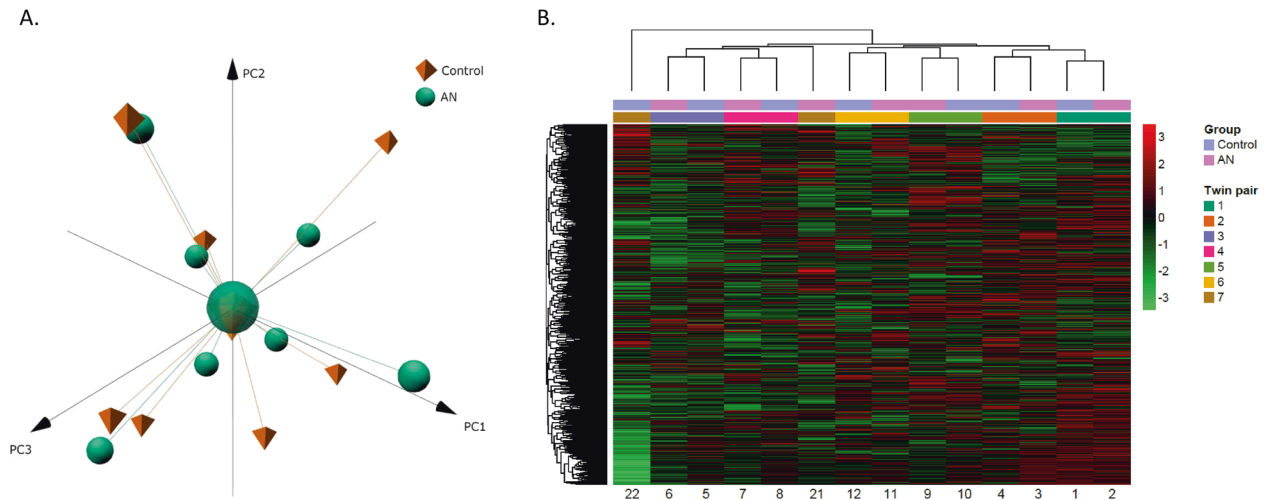 A.
PC2
Control
AN
PC1
PC3
B.
3
2
1
0
-1
-2
-3
Group
Control
AN
Twin pair
1
2
3
4
5
6
7
22 6 5 7 8 21 12 11 9 10 4 3 1 2